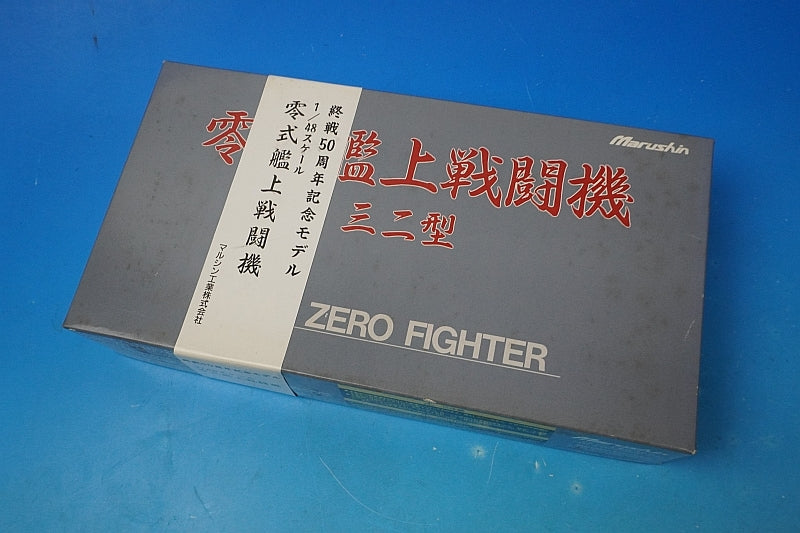 Marushin
零 艦上戦闘機
三二型
ZERO FIGHTER
終戦50周年記念モデル
1/48スケール
零式艦上戦闘機
マルシン工業株式会社